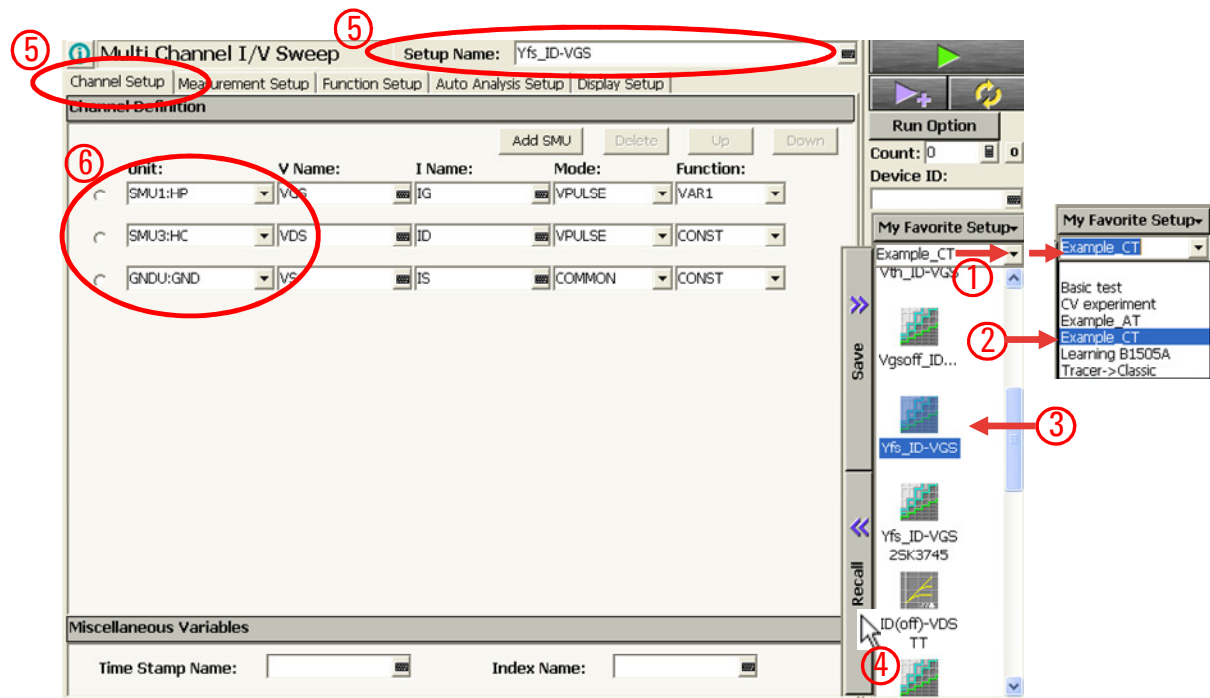 ⑤
⑤
Multi Channel I/V Sweep
Setup Name: Yfs_ID-VGS
Channel Setup Measurement Setup Function Setup Auto Analysis Setup Display Setup
Channel Definition
Add SMU Delete Up Down
⑥
Unit: V Name: I Name: Mode: Function:
SMU1:HP VGS IG VPULSE VAR1
SMU3:HC VDS ID VPULSE CONST
GNDU:GND VS IS COMMON CONST
Miscellaneous Variables
Time Stamp Name: Index Name:
Save
Recall
④
Run Option
Count: 0 0
Device ID:
My Favorite Setup
Example_CT
①
Vth_ID-VGS
Vgsoff_ID...
Yfs_ID-VGS
③
Yfs_ID-VGS
2SK3745
ID(off)-VDS
TT
My Favorite Setup
Example_CT
Basic test
CV experiment
Example_AT
②
Example_CT
Learning B1505A
Tracer->Classic